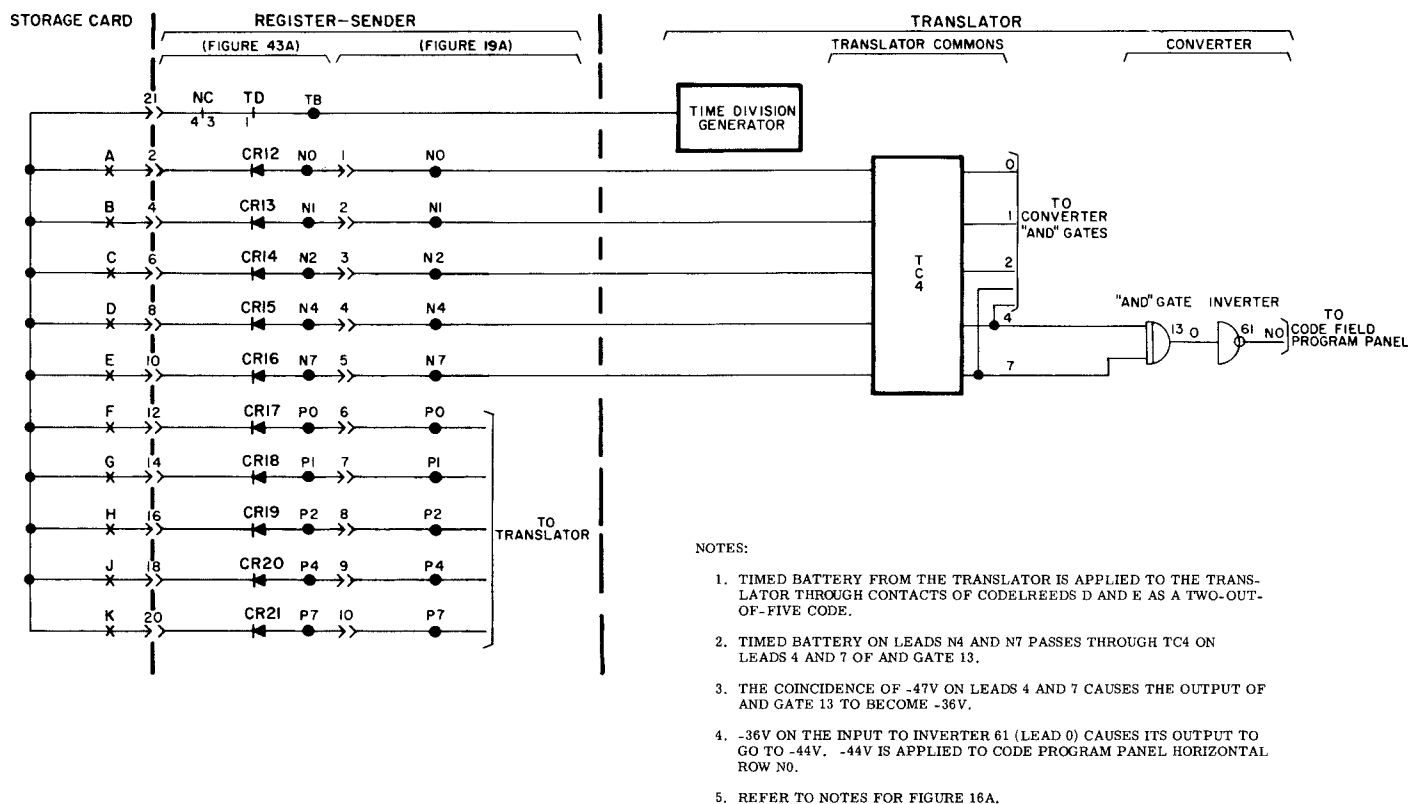 STORAGE CARD REGISTER-SENDER TRANSLATOR
(FIGURE 43A) (FIGURE 19A) TRANSLATOR COMMONS CONVERTER
21 NC TD TB
4 3 1
TIME DIVISION
GENERATOR
A 2 CR12 N0 1 N0 0
B 4 CR13 N1 2 N1 1
TO
CONVERTER
"AND" GATES
C 6 CR14 N2 3 N2 2
T
C
4
D 8 CR15 N4 4 N4 4
"AND" GATE INVERTER
13 0 61 N0
TO
CODE FIELD
PROGRAM PANEL
E 10 CR16 N7 5 N7 7
F 12 CR17 P0 6 P0
G 14 CR18 P1 7 P1
H 16 CR19 P2 8 P2
TO
TRANSLATOR
J 18 CR20 P4 9 P4
K 20 CR21 P7 10 P7
NOTES:
1. TIMED BATTERY FROM THE TRANSLATOR IS APPLIED TO THE TRANS-
LATOR THROUGH CONTACTS OF CODELREEDS D AND E AS A TWO-OUT-
OF-FIVE CODE.
2. TIMED BATTERY ON LEADS N4 AND N7 PASSES THROUGH TC4 ON
LEADS 4 AND 7 OF AND GATE 13.
3. THE COINCIDENCE OF -47V ON LEADS 4 AND 7 CAUSES THE OUTPUT OF
AND GATE 13 TO BECOME -36V.
4. -36V ON THE INPUT TO INVERTER 61 (LEAD 0) CAUSES ITS OUTPUT TO
GO TO -44V. -44V IS APPLIED TO CODE PROGRAM PANEL HORIZONTAL
ROW N0.
5. REFER TO NOTES FOR FIGURE 16A.